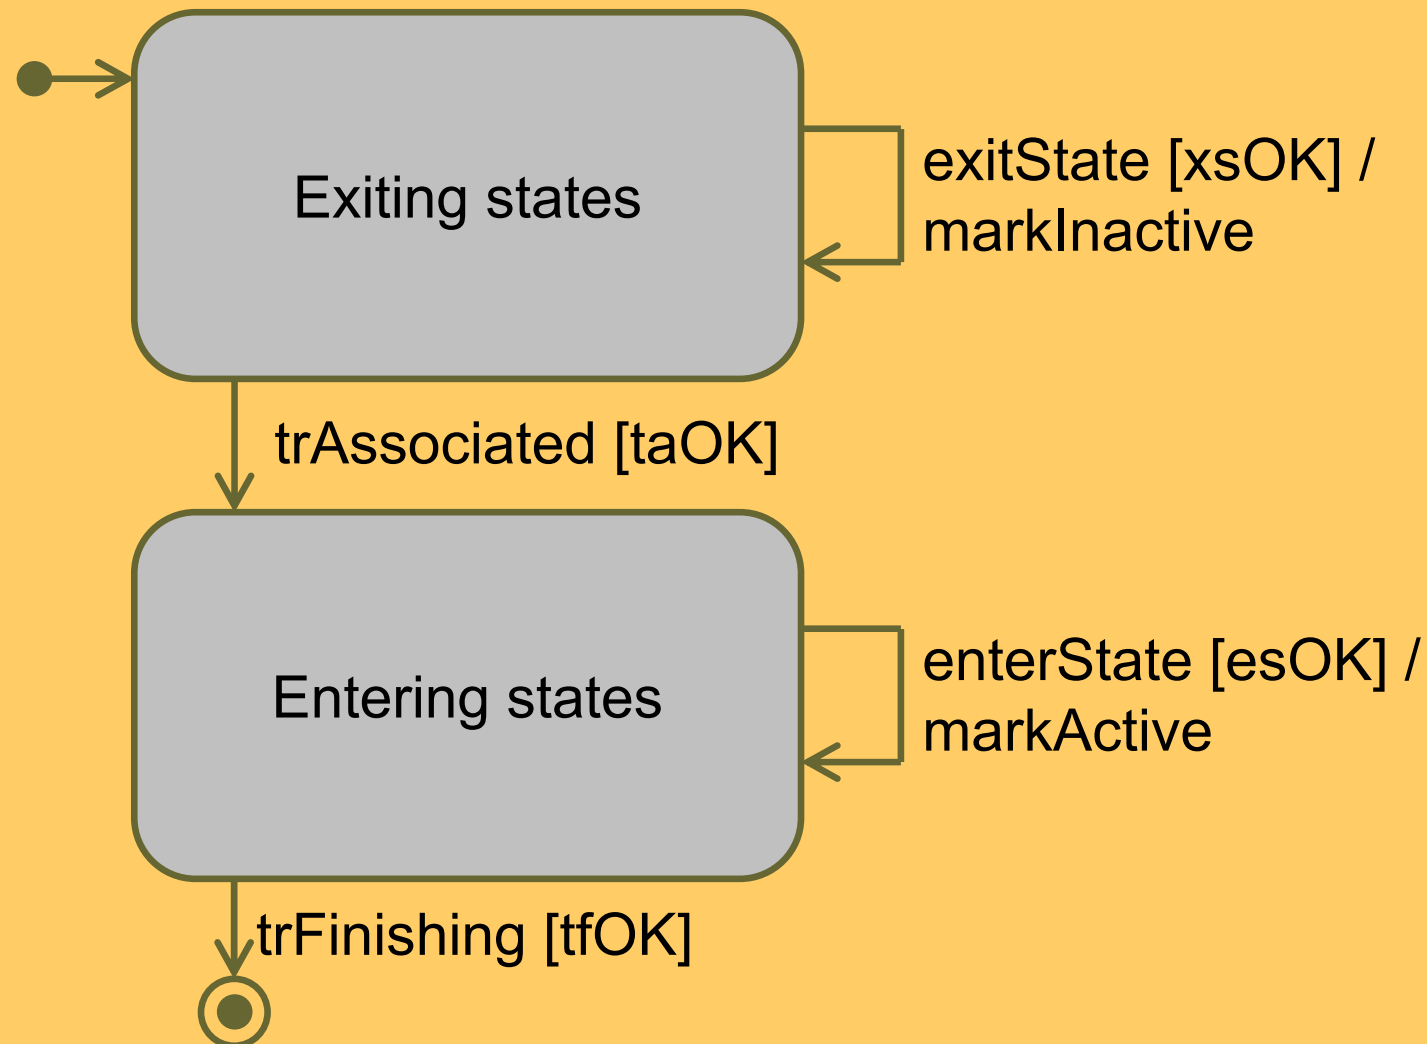 Exiting states
exitState [xsOK] /
markInactive
trAssociated [taOK]
Entering states
enterState [esOK] /
markActive
trFinishing [tfOK]